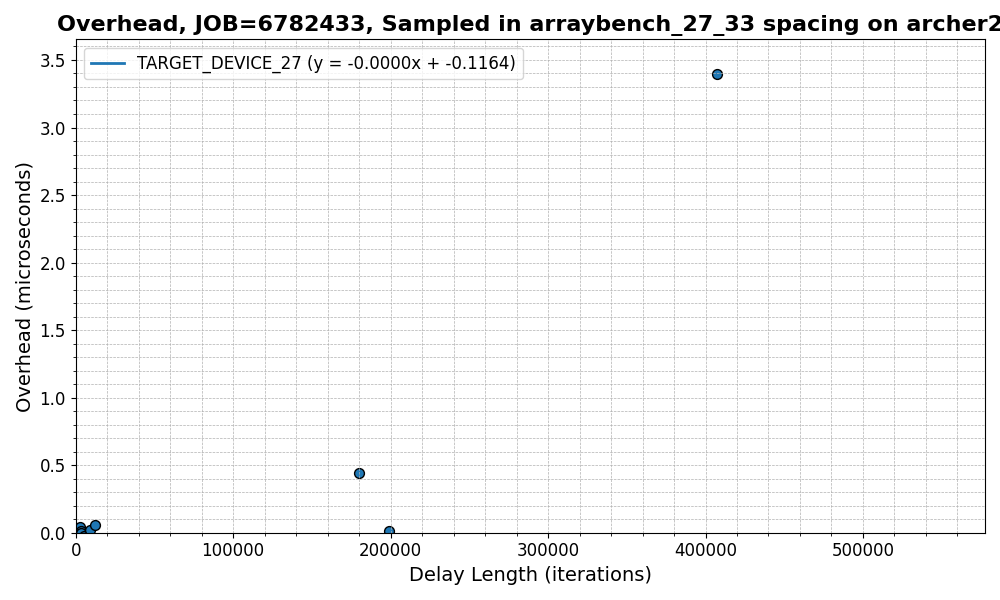 Overhead, JOB=6782433, Sampled in arraybench_27_33 spacing on archer2
TARGET_DEVICE_27 (y = -0.0000x + -0.1164)
Overhead (microseconds)
3.5
3.0
2.5
2.0
1.5
1.0
0.5
0.0
0 100000 200000 300000 400000 500000
Delay Length (iterations)